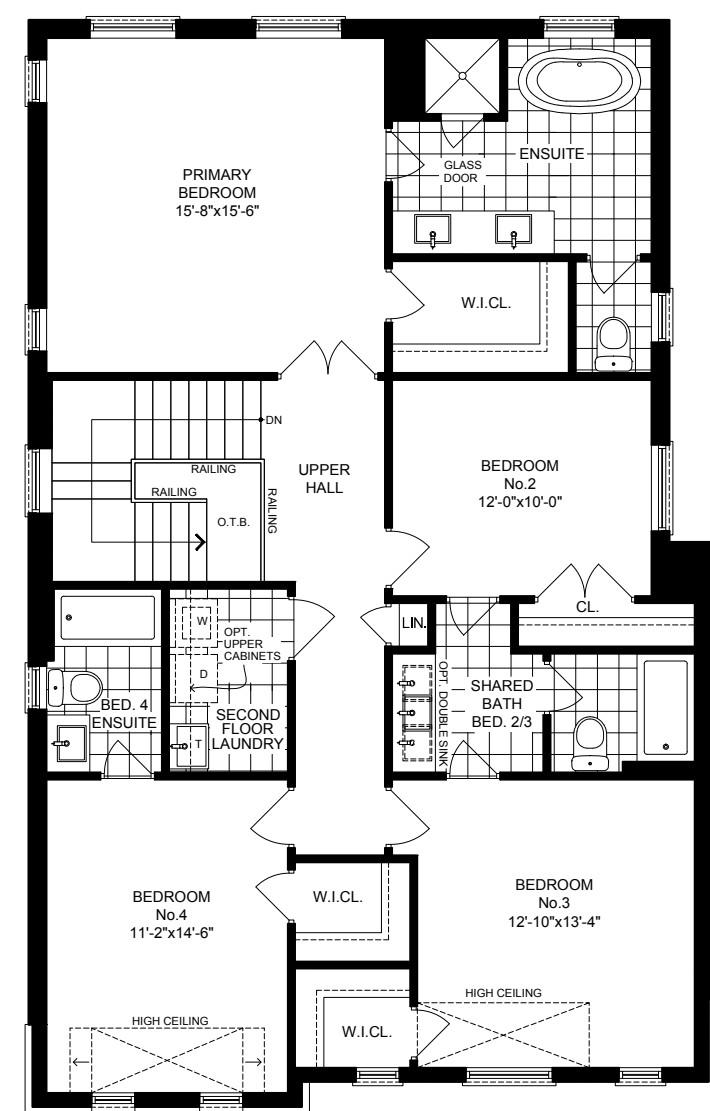 PRIMARY
BEDROOM
15'-8"x15'-6"
GLASS
DOOR
ENSUITE
W.I.CL.
DN
RAILING
RAILING
RAILING
O.T.B.
UPPER
HALL
BEDROOM
No.2
12'-0"x10'-0"
CL.
LIN.
W
OPT.
UPPER
CABINETS
D
SECOND
FLOOR
LAUNDRY
T
BED. 4
ENSUITE
OPT. DOUBLE SINK
SHARED
BATH
BED. 2/3
BEDROOM
No.4
11'-2"x14'-6"
W.I.CL.
BEDROOM
No.3
12'-10"x13'-4"
HIGH CEILING
HIGH CEILING
W.I.CL.